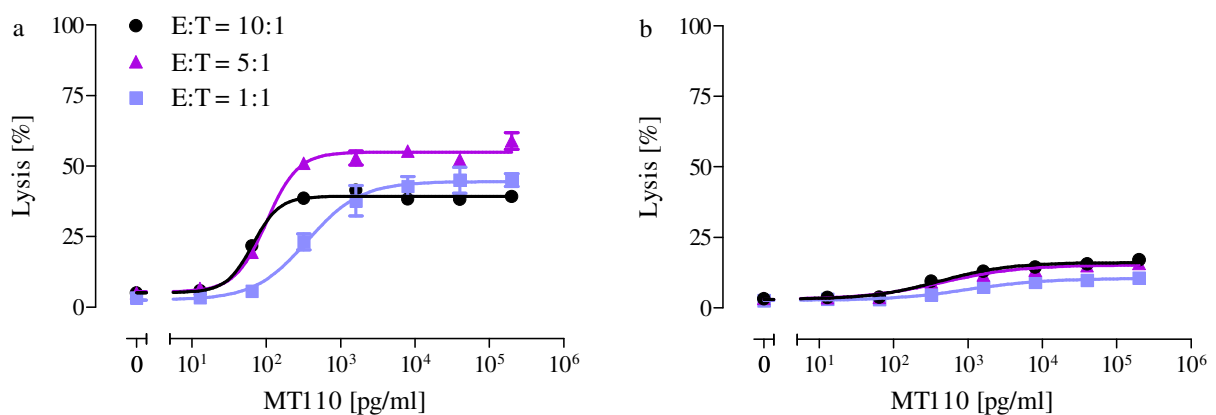 a
E:T = 10:1
E:T = 5:1
E:T = 1:1
100
75
50
25
0
Lysis [%]
0
10¹
10²
10³
10⁴
10⁵
10⁶
MT110 [pg/ml]
b
100
75
50
25
0
Lysis [%]
0
10¹
10²
10³
10⁴
10⁵
10⁶
MT110 [pg/ml]